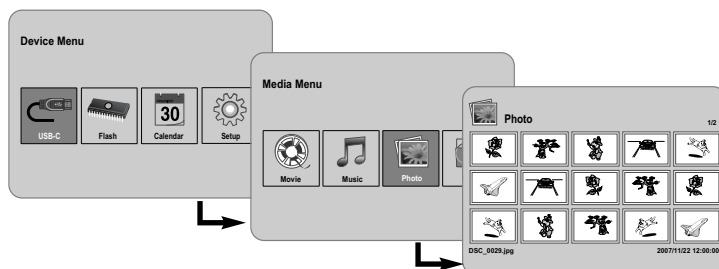 Device Menu
USB-C
Flash
30
Calendar
Setup
Media Menu
Movie
Music
Photo
Photo
1/2
DSC_0029.jpg
2007/11/22 12:00:00